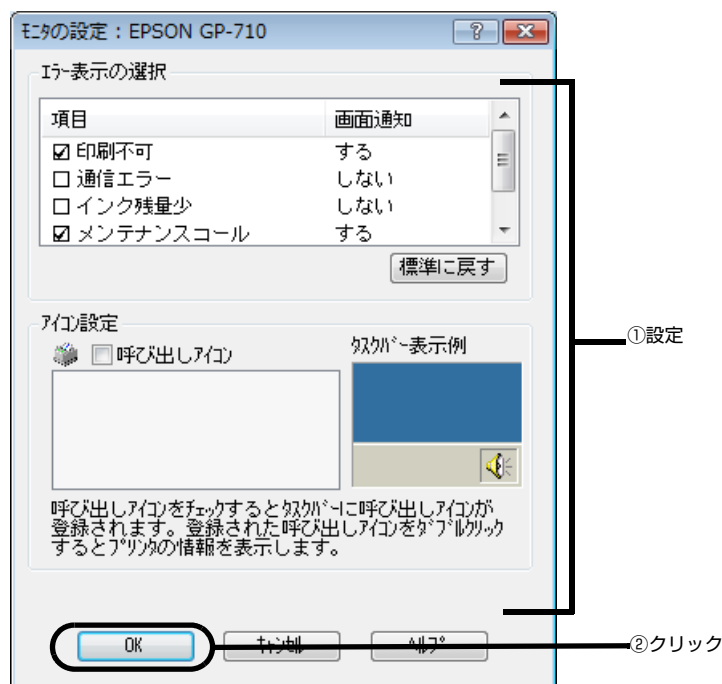 ﾓﾆﾀの設定：EPSON GP-710
ｴﾗｰ表示の選択
項目 画面通知
印刷不可 する
通信エラー しない
インク残量少 しない
メンテナンスコール する
標準に戻す
ｱｲｺﾝ設定
呼び出しｱｲｺﾝ
ﾀｽｸﾊﾞｰ表示例
①設定
呼び出しｱｲｺﾝをﾁｪｯｸするとﾀｽｸﾊﾞｰに呼び出しｱｲｺﾝが
登録されます。登録された呼び出しｱｲｺﾝをﾀﾞﾌﾞﾙｸﾘｯｸ
するとﾌﾟﾘﾝﾀの情報を表示します。
OK ｷｬﾝｾﾙ ﾍﾙﾌﾟ
②クリック